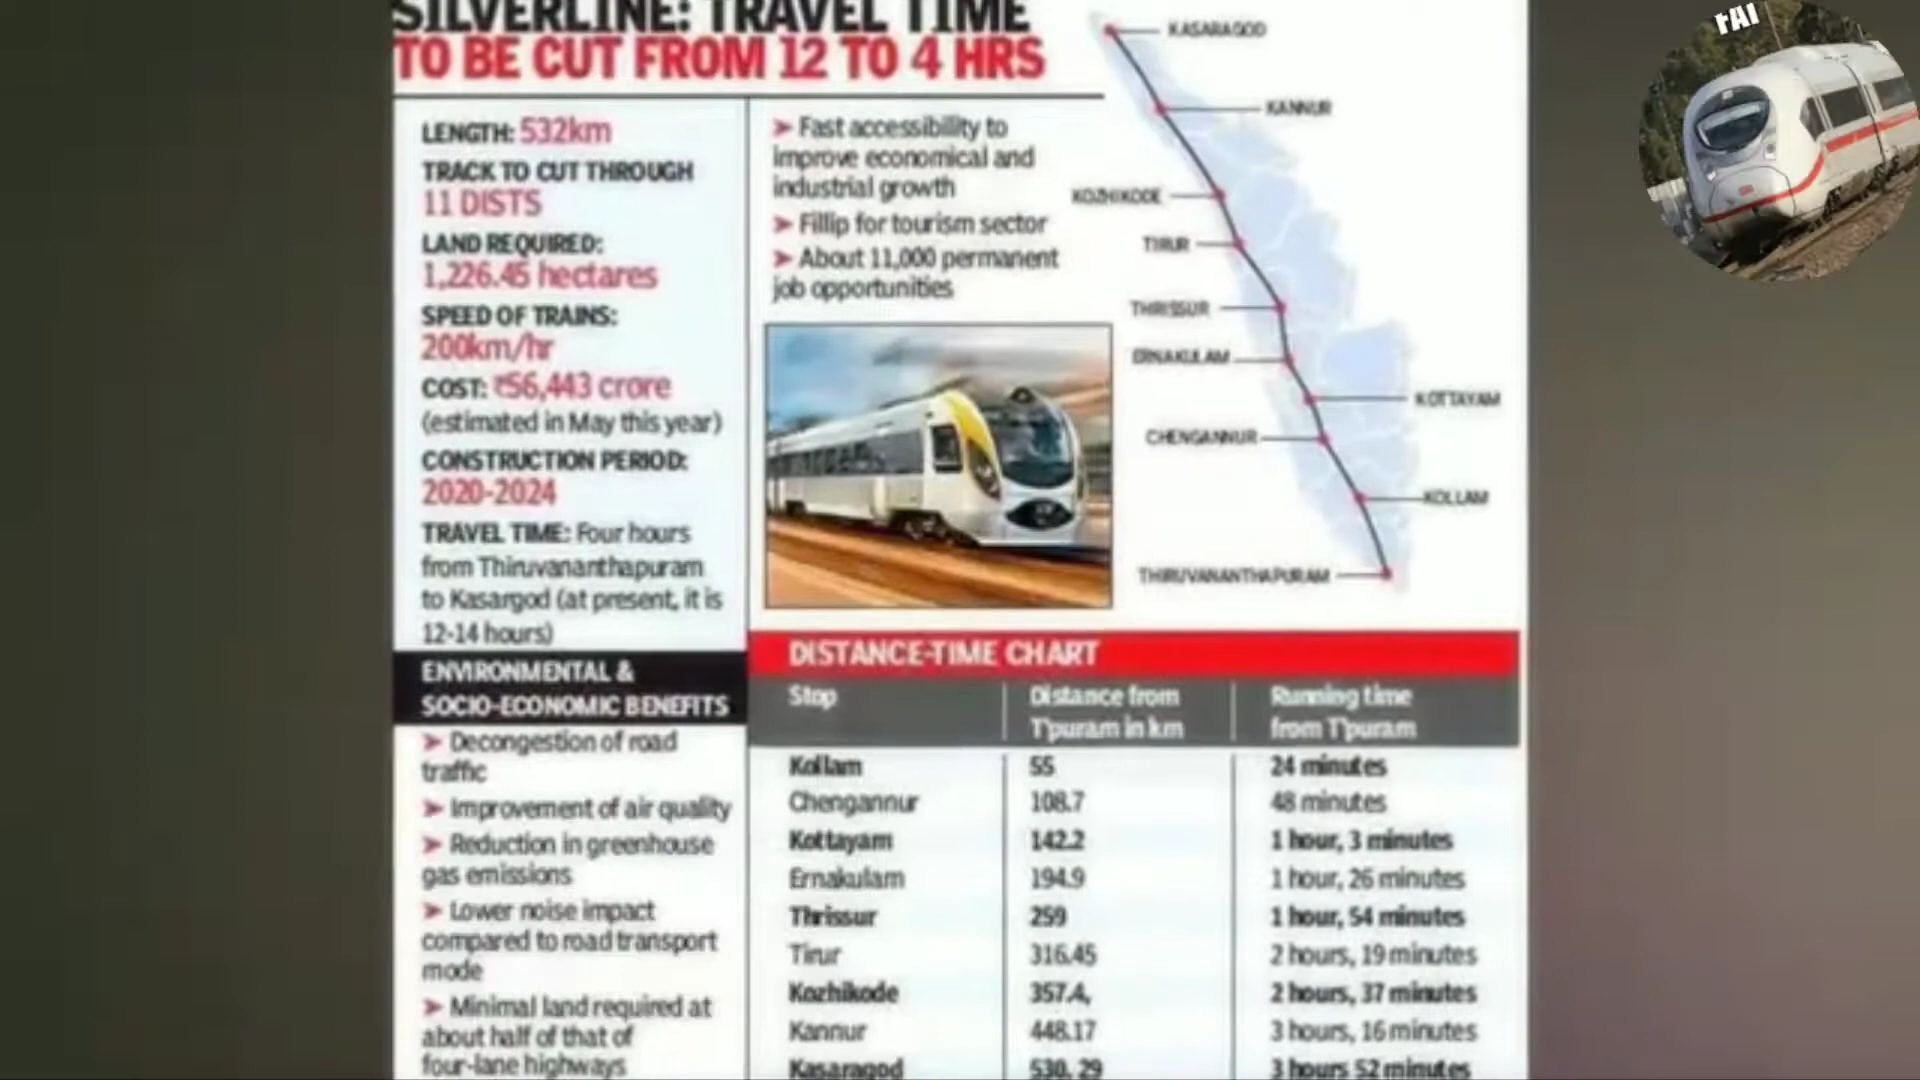 SILVERLINE: TRAVEL TIME
TO BE CUT FROM 12 TO 4 HRS
LENGTH: 532km
TRACK TO CUT THROUGH
11 DISTS
LAND REQUIRED:
1,226.45 hectares
SPEED OF TRAINS:
200km/hr
COST: ₹56,443 crore
(estimated in May this year)
CONSTRUCTION PERIOD:
2020-2024
TRAVEL TIME: Four hours
from Thiruvananthapuram
to Kasargod (at present, it is
12-14 hours)
ENVIRONMENTAL &
SOCIO-ECONOMIC BENEFITS
➤ Decongestion of road
traffic
➤ Improvement of air quality
➤ Reduction in greenhouse
gas emissions
➤ Lower noise impact
compared to road transport
mode
➤ Minimal land required at
about half of that of
four-lane highways
➤ Fast accessibility to
improve economical and
industrial growth
➤ Fillip for tourism sector
➤ About 11,000 permanent
job opportunities
KASARAGOD
KANNUR
KOZHIKODE
TIRUR
THRISSUR
ERNAKULAM
KOTTAYAM
CHENGANNUR
KOLLAM
THIRUVANANTHAPURAM
DISTANCE-TIME CHART
Stop Distance from T'puram in km Running time from T'puram
Kollam 55 24 minutes
Chengannur 108.7 48 minutes
Kottayam 142.2 1 hour, 3 minutes
Ernakulam 194.9 1 hour, 26 minutes
Thrissur 259 1 hour, 54 minutes
Tirur 316.45 2 hours, 19 minutes
Kozhikode 357.4, 2 hours, 37 minutes
Kannur 448.17 3 hours, 16 minutes
Kasaragod 530, 29 3 hours 52 minutes